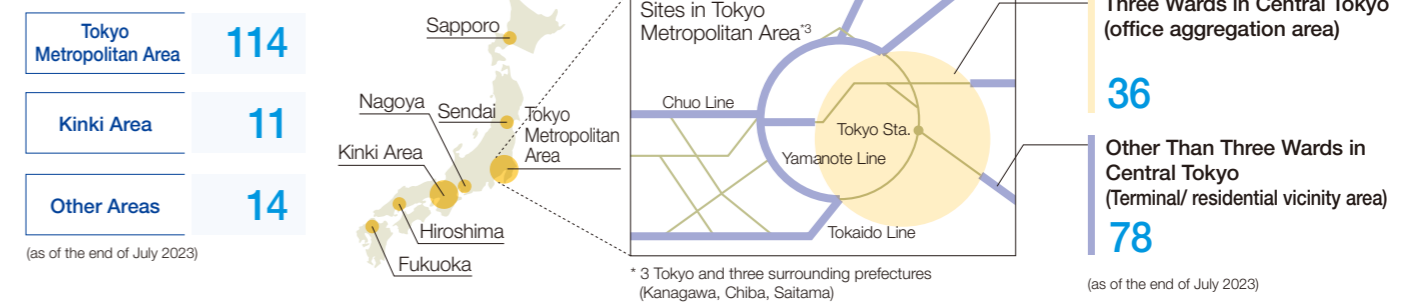 Tokyo
Metropolitan Area
114
Kinki Area
11
Other Areas
14
(as of the end of July 2023)
Sapporo
Nagoya
Sendai
Tokyo
Metropolitan
Area
Kinki Area
Hiroshima
Fukuoka
Sites in Tokyo
Metropolitan Area*3
Chuo Line
Tokyo Sta.
Yamanote Line
Tokaido Line
* 3 Tokyo and three surrounding prefectures
(Kanagawa, Chiba, Saitama)
Three Wards in Central Tokyo
(office aggregation area)
36
Other Than Three Wards in
Central Tokyo
(Terminal/ residential vicinity area)
78
(as of the end of July 2023)